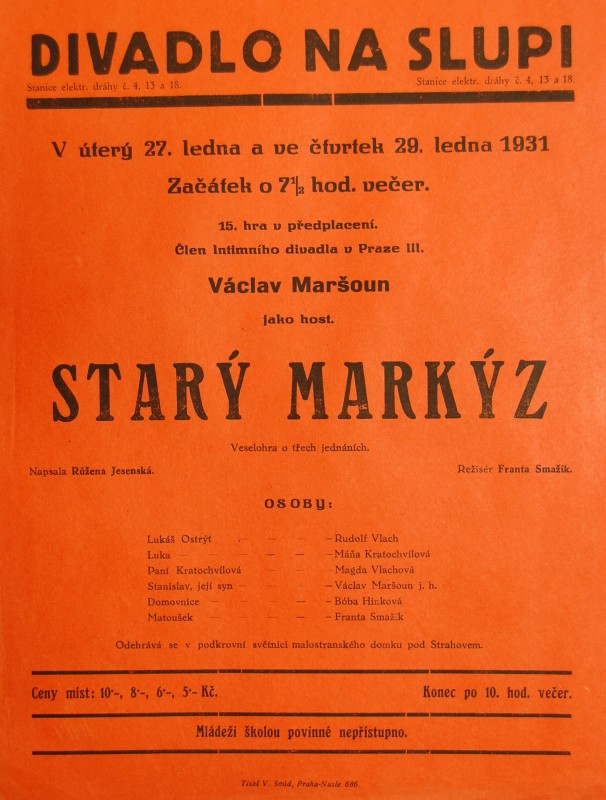 DIVADLO NA SLUPI
Stanice elektr. dráhy č. 4, 13 a 18. Stanice elektr. dráhy č. 4, 13 a 18.
V úterý 27. ledna a ve čtvrtek 29. ledna 1931
Začátek o 7½ hod. večer.
15. hra v předplacení.
Člen Intimního divadla v Praze III.
Václav Maršoun
jako host.
STARÝ MARKÝZ
Veselohra o třech jednáních.
Napsala Růžena Jesenská. Režisér Franta Smažík.
OSOBY:
Lukáš Ostrýt – – – – Rudolf Vlach
Luka – – – – – Máňa Kratochvílová
Paní Kratochvílová – – – Magda Vlachová
Stanislav, její syn – – – – Václav Maršoun j. h.
Domovnice – – – – Bóba Hinková
Matoušek – – – – Franta Smažík
Odehrává se v podkrovní světnici malostranského domku pod Strahovem.
Ceny míst: 10·-, 8·-, 6·-, 5·- Kč. Konec po 10. hod. večer.
Mládeži školou povinné nepřístupno.
Tiskl V. Šmíd, Praha-Nusle 686.